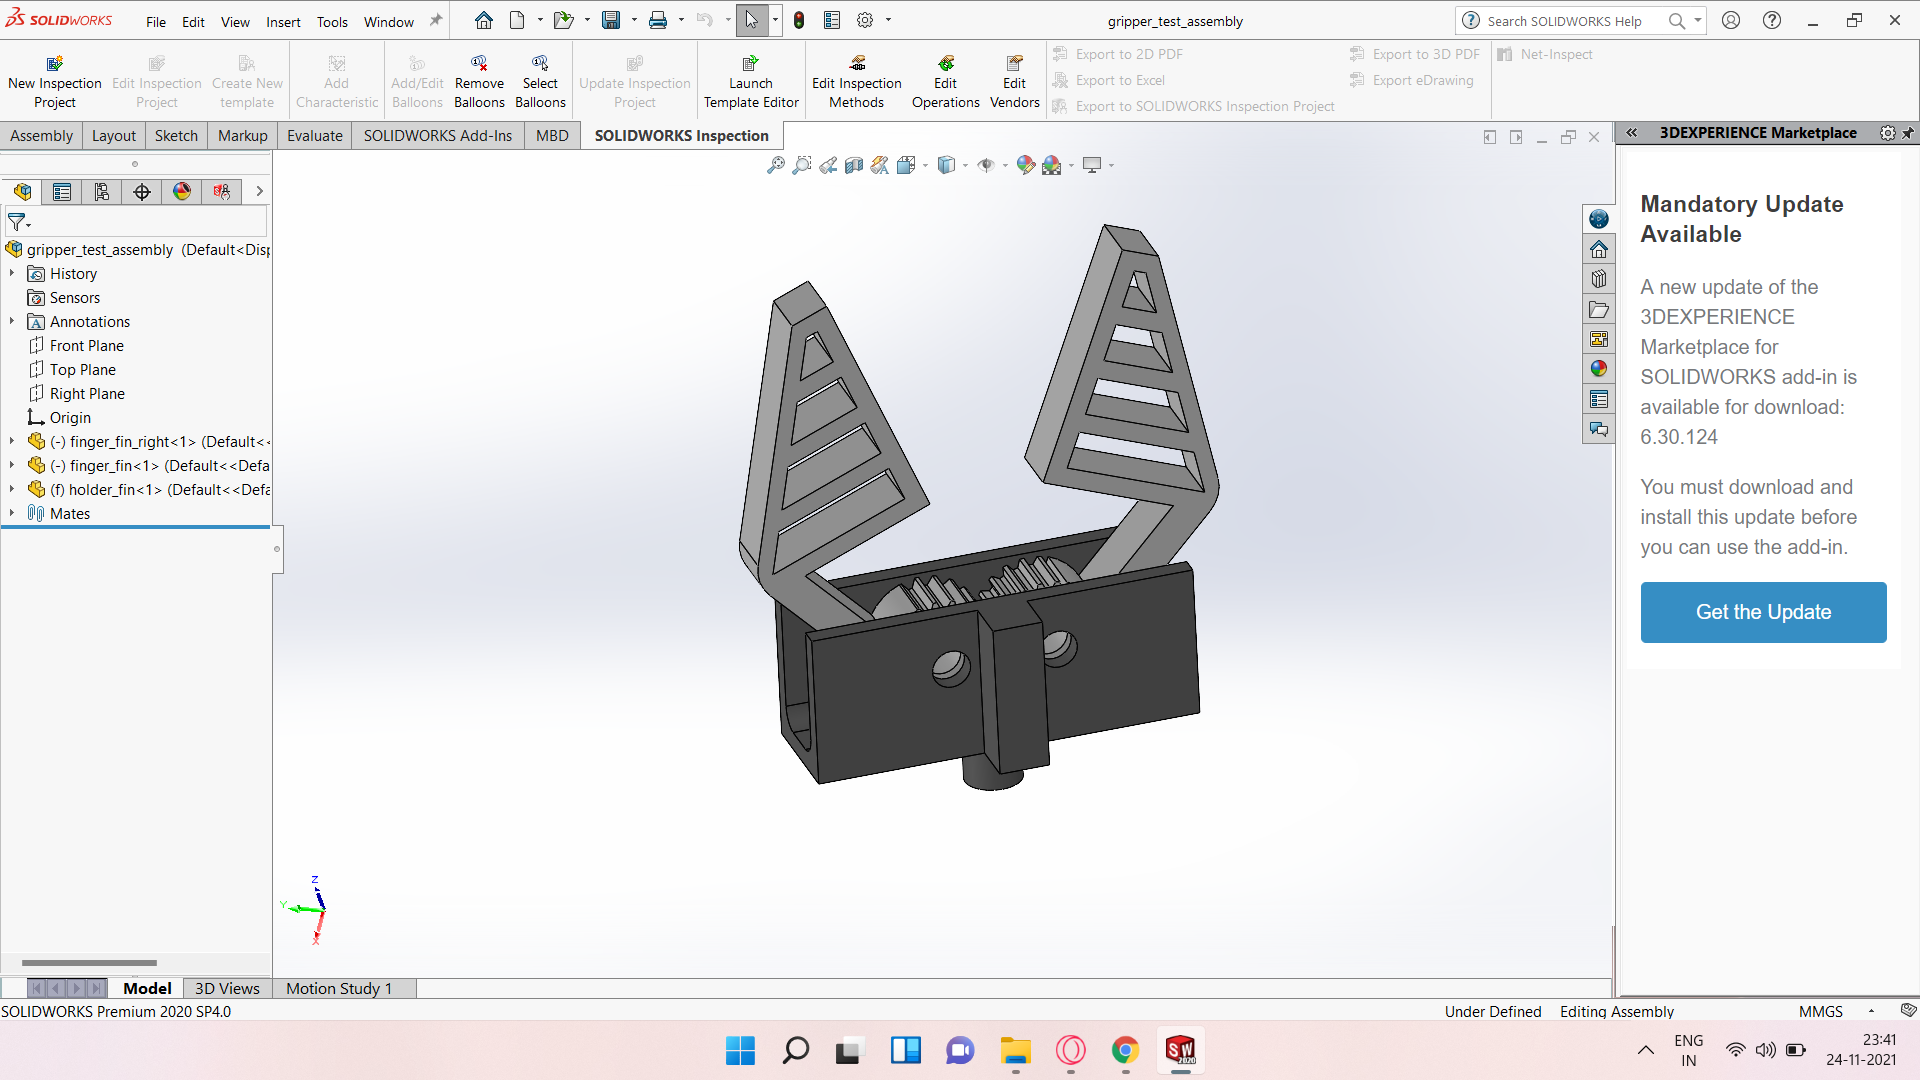 SOLIDWORKS
File Edit View Insert Tools Window
gripper_test_assembly
Search SOLIDWORKS Help
New Inspection
Project
Edit Inspection
Project
Create New
template
Add
Characteristic
Add/Edit
Balloons
Remove
Balloons
Select
Balloons
Update Inspection
Project
Launch
Template Editor
Edit Inspection
Methods
Edit
Operations
Edit
Vendors
Export to 2D PDF
Export to Excel
Export to SOLIDWORKS Inspection Project
Export to 3D PDF
Export eDrawing
Net-Inspect
Assembly Layout Sketch Markup Evaluate SOLIDWORKS Add-Ins MBD SOLIDWORKS Inspection
3DEXPERIENCE Marketplace
gripper_test_assembly (Default<Disp
History
Sensors
Annotations
Front Plane
Top Plane
Right Plane
Origin
(-) finger_fin_right<1> (Default<<
(-) finger_fin<1> (Default<<Defa
(f) holder_fin<1> (Default<<Defa
Mates
Mandatory Update
Available
A new update of the
3DEXPERIENCE
Marketplace for
SOLIDWORKS add-in is
available for download:
6.30.124
You must download and
install this update before
you can use the add-in.
Get the Update
Z
Y
X
Model 3D Views Motion Study 1
SOLIDWORKS Premium 2020 SP4.0
Under Defined Editing Assembly MMGS
SW
2020
ENG
IN
23:41
24-11-2021